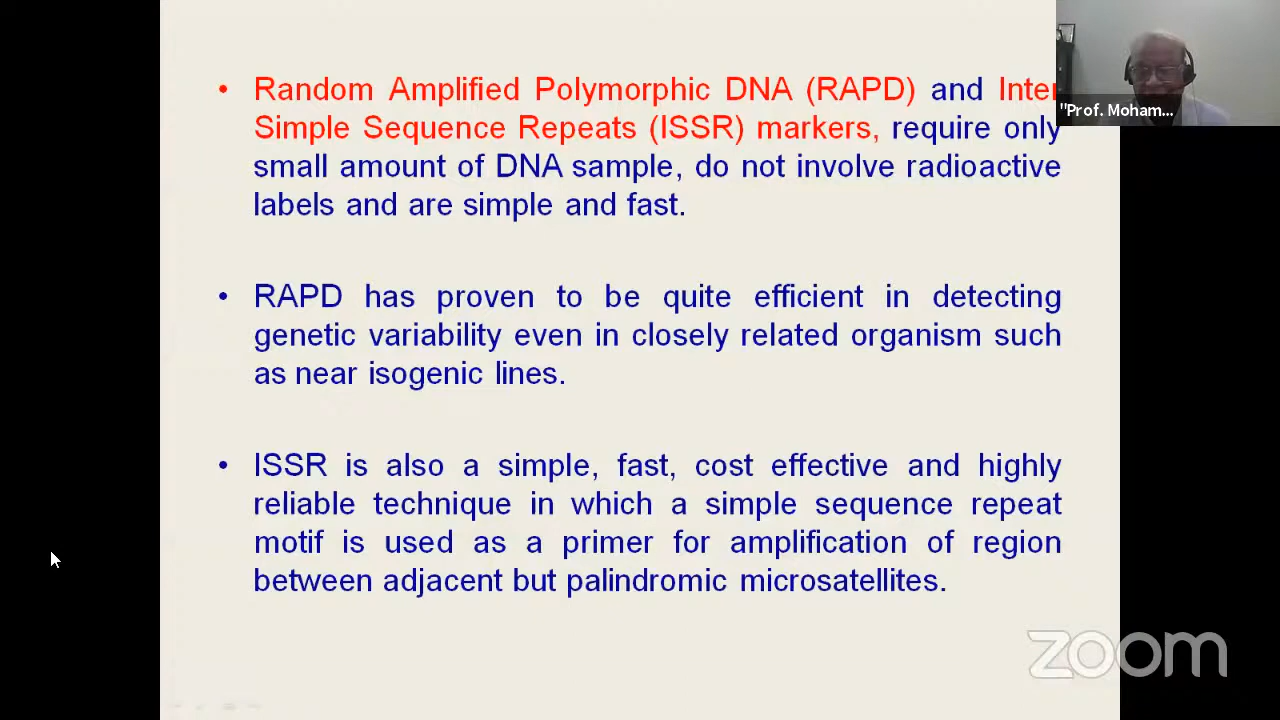 • Random Amplified Polymorphic DNA (RAPD) and Inter
Simple Sequence Repeats (ISSR) markers, require only
small amount of DNA sample, do not involve radioactive
labels and are simple and fast.
• RAPD has proven to be quite efficient in detecting
genetic variability even in closely related organism such
as near isogenic lines.
• ISSR is also a simple, fast, cost effective and highly
reliable technique in which a simple sequence repeat
motif is used as a primer for amplification of region
between adjacent but palindromic microsatellites.
"Prof. Moham...
zoom